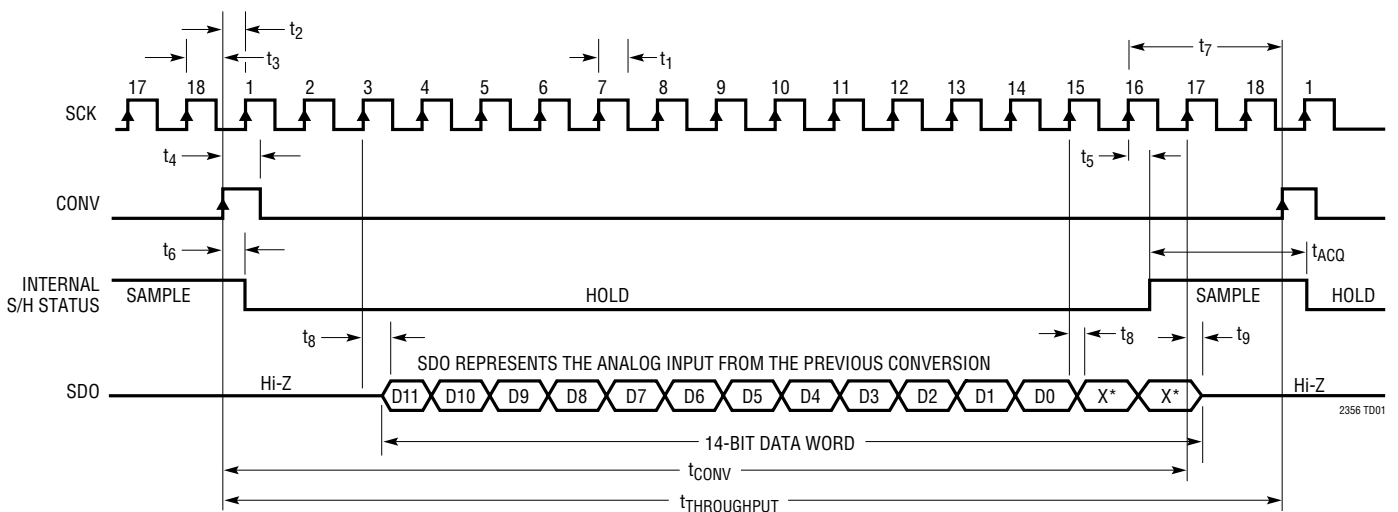 t2
t3
t1
t7
17 18 1 2 3 4 5 6 7 8 9 10 11 12 13 14 15 16 17 18 1
SCK
t4
t5
CONV
t6
tACQ
INTERNAL
S/H STATUS
SAMPLE HOLD SAMPLE HOLD
t8 t8 t9
SDO REPRESENTS THE ANALOG INPUT FROM THE PREVIOUS CONVERSION
SDO Hi-Z D11 D10 D9 D8 D7 D6 D5 D4 D3 D2 D1 D0 X* X* Hi-Z
2356 TD01
14-BIT DATA WORD
tCONV
tTHROUGHPUT